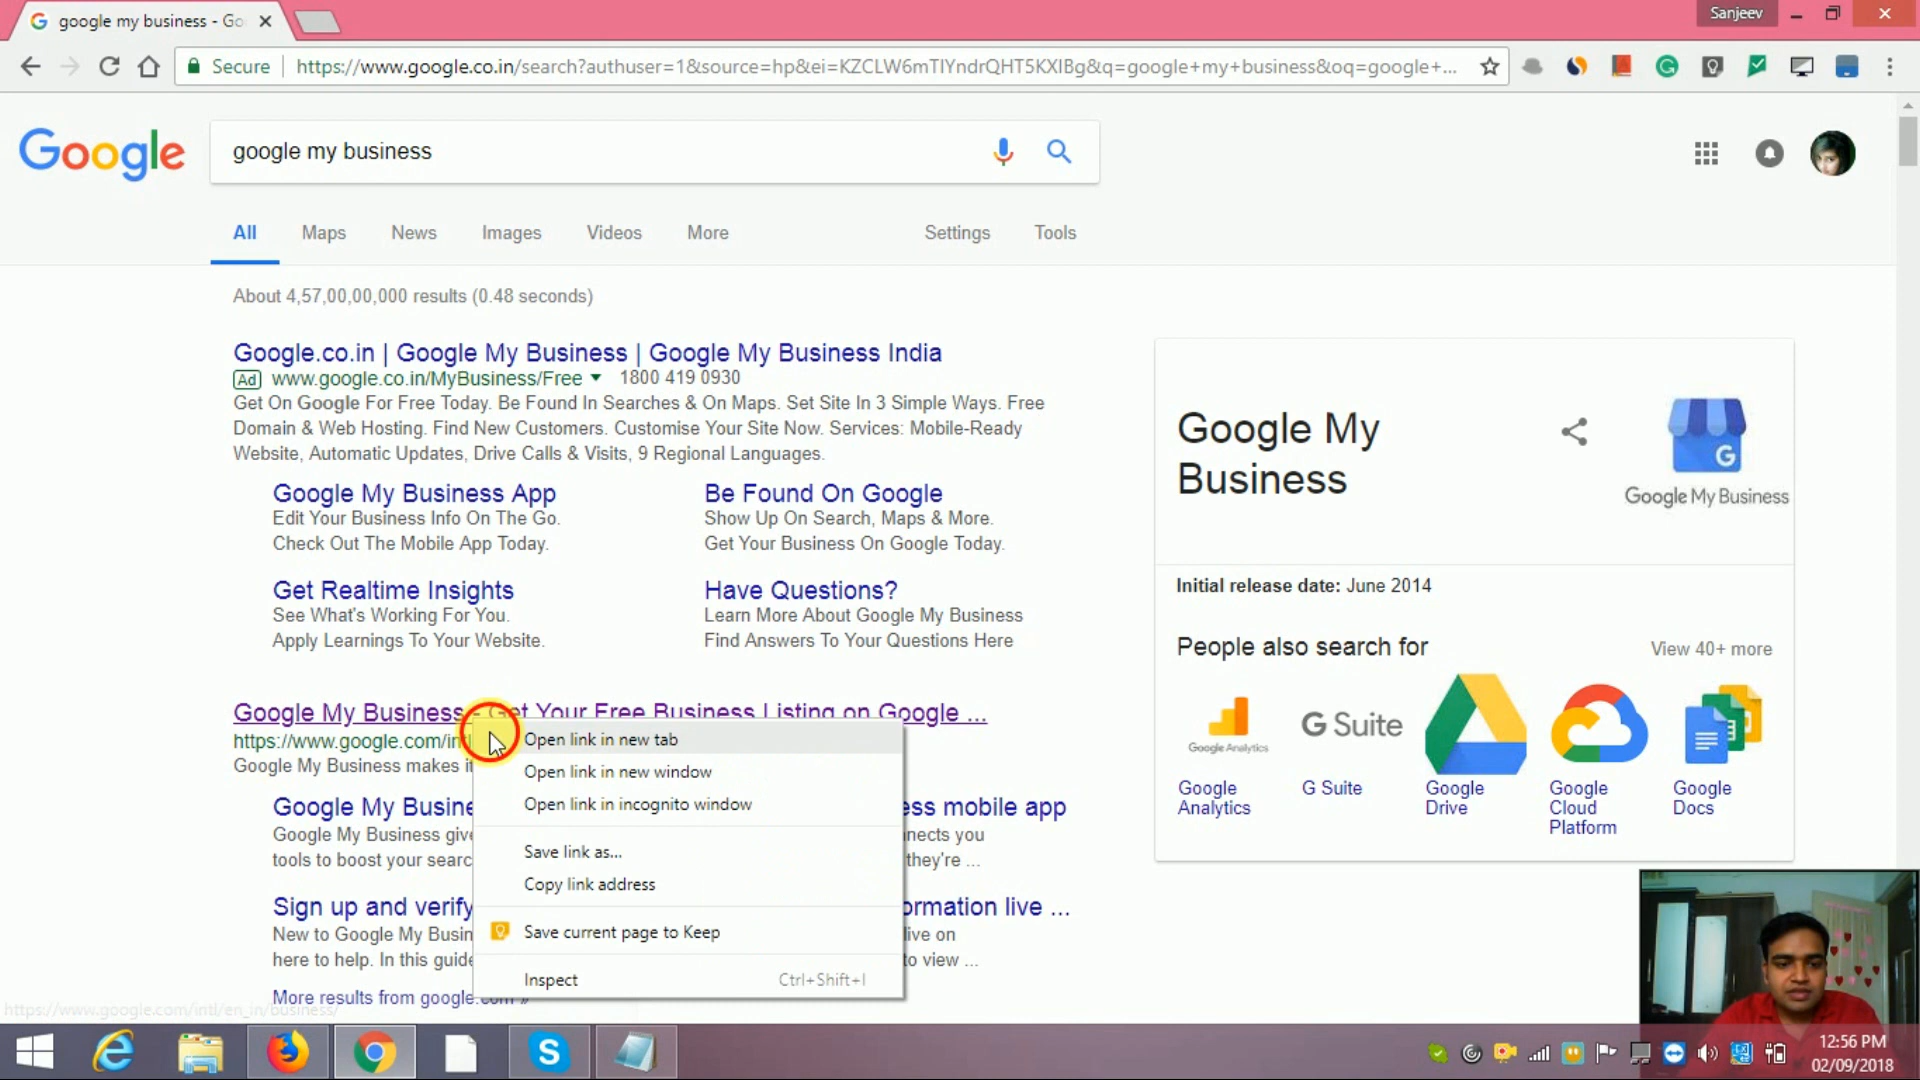 google my business - Go
Sanjeev
Secure
https://www.google.co.in/search?authuser=1&source=hp&ei=KZCLW6mTIYndrQHT5KXIBg&q=google+my+business&oq=google+...
Google
google my business
All
Maps
News
Images
Videos
More
Settings
Tools
About 4,57,00,00,000 results (0.48 seconds)
Google.co.in | Google My Business | Google My Business India
Ad www.google.co.in/MyBusiness/Free 1800 419 0930
Get On Google For Free Today. Be Found In Searches & On Maps. Set Site In 3 Simple Ways. Free
Domain & Web Hosting. Find New Customers. Customise Your Site Now. Services: Mobile-Ready
Website, Automatic Updates, Drive Calls & Visits, 9 Regional Languages.
Google My Business App
Edit Your Business Info On The Go.
Check Out The Mobile App Today.
Be Found On Google
Show Up On Search, Maps & More.
Get Your Business On Google Today.
Get Realtime Insights
See What's Working For You.
Apply Learnings To Your Website.
Have Questions?
Learn More About Google My Business
Find Answers To Your Questions Here
Google My Business - Get Your Free Business Listing on Google ...
https://www.google.com/in
Google My Business makes i
Google My Busine
Google My Business give
tools to boost your searc
ess mobile app
nnects you
they're ...
Sign up and verify
New to Google My Busin
here to help. In this guide
ormation live ...
live on
to view ...
More results from google.com »
Open link in new tab
Open link in new window
Open link in incognito window
Save link as...
Copy link address
Save current page to Keep
Inspect Ctrl+Shift+I
https://www.google.com/intl/en_in/business/
Google My
Business
G
Google My Business
Initial release date: June 2014
People also search for
View 40+ more
Google Analytics
G Suite
Google
Analytics
G Suite
Google
Drive
Google
Cloud
Platform
Google
Docs
12:56 PM
02/09/2018